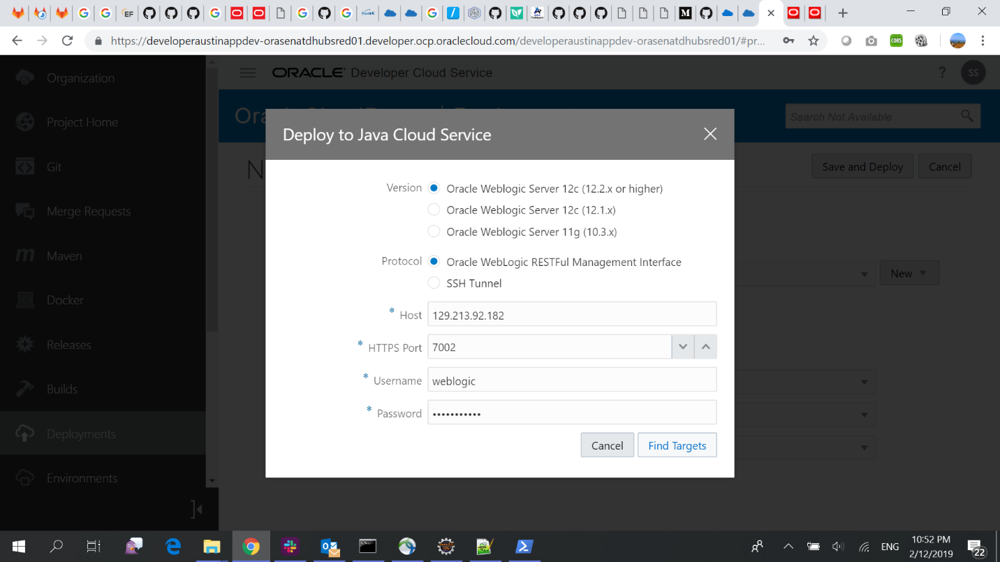 EF
M
https://developeraustinappdev-orasenatdhubsred01.developer.ocp.oraclecloud.com/developeraustinappdev-orasenatdhubsred01/#pr...
CORS
Organization
ORACLE® Developer Cloud Service
?
SS
Project Home
Search Not Available
Deploy to Java Cloud Service
Git
N
Save and Deploy
Cancel
Version
Oracle Weblogic Server 12c (12.2.x or higher)
Oracle Weblogic Server 12c (12.1.x)
Oracle Weblogic Server 11g (10.3.x)
Merge Requests
Maven
Protocol
Oracle WebLogic RESTFul Management Interface
SSH Tunnel
New
Docker
* Host
129.213.92.182
Releases
* HTTPS Port
7002
Builds
* Username
weblogic
* Password
•••••••••••
Deployments
Cancel
Find Targets
Environments
ENG
10:52 PM
2/12/2019
22